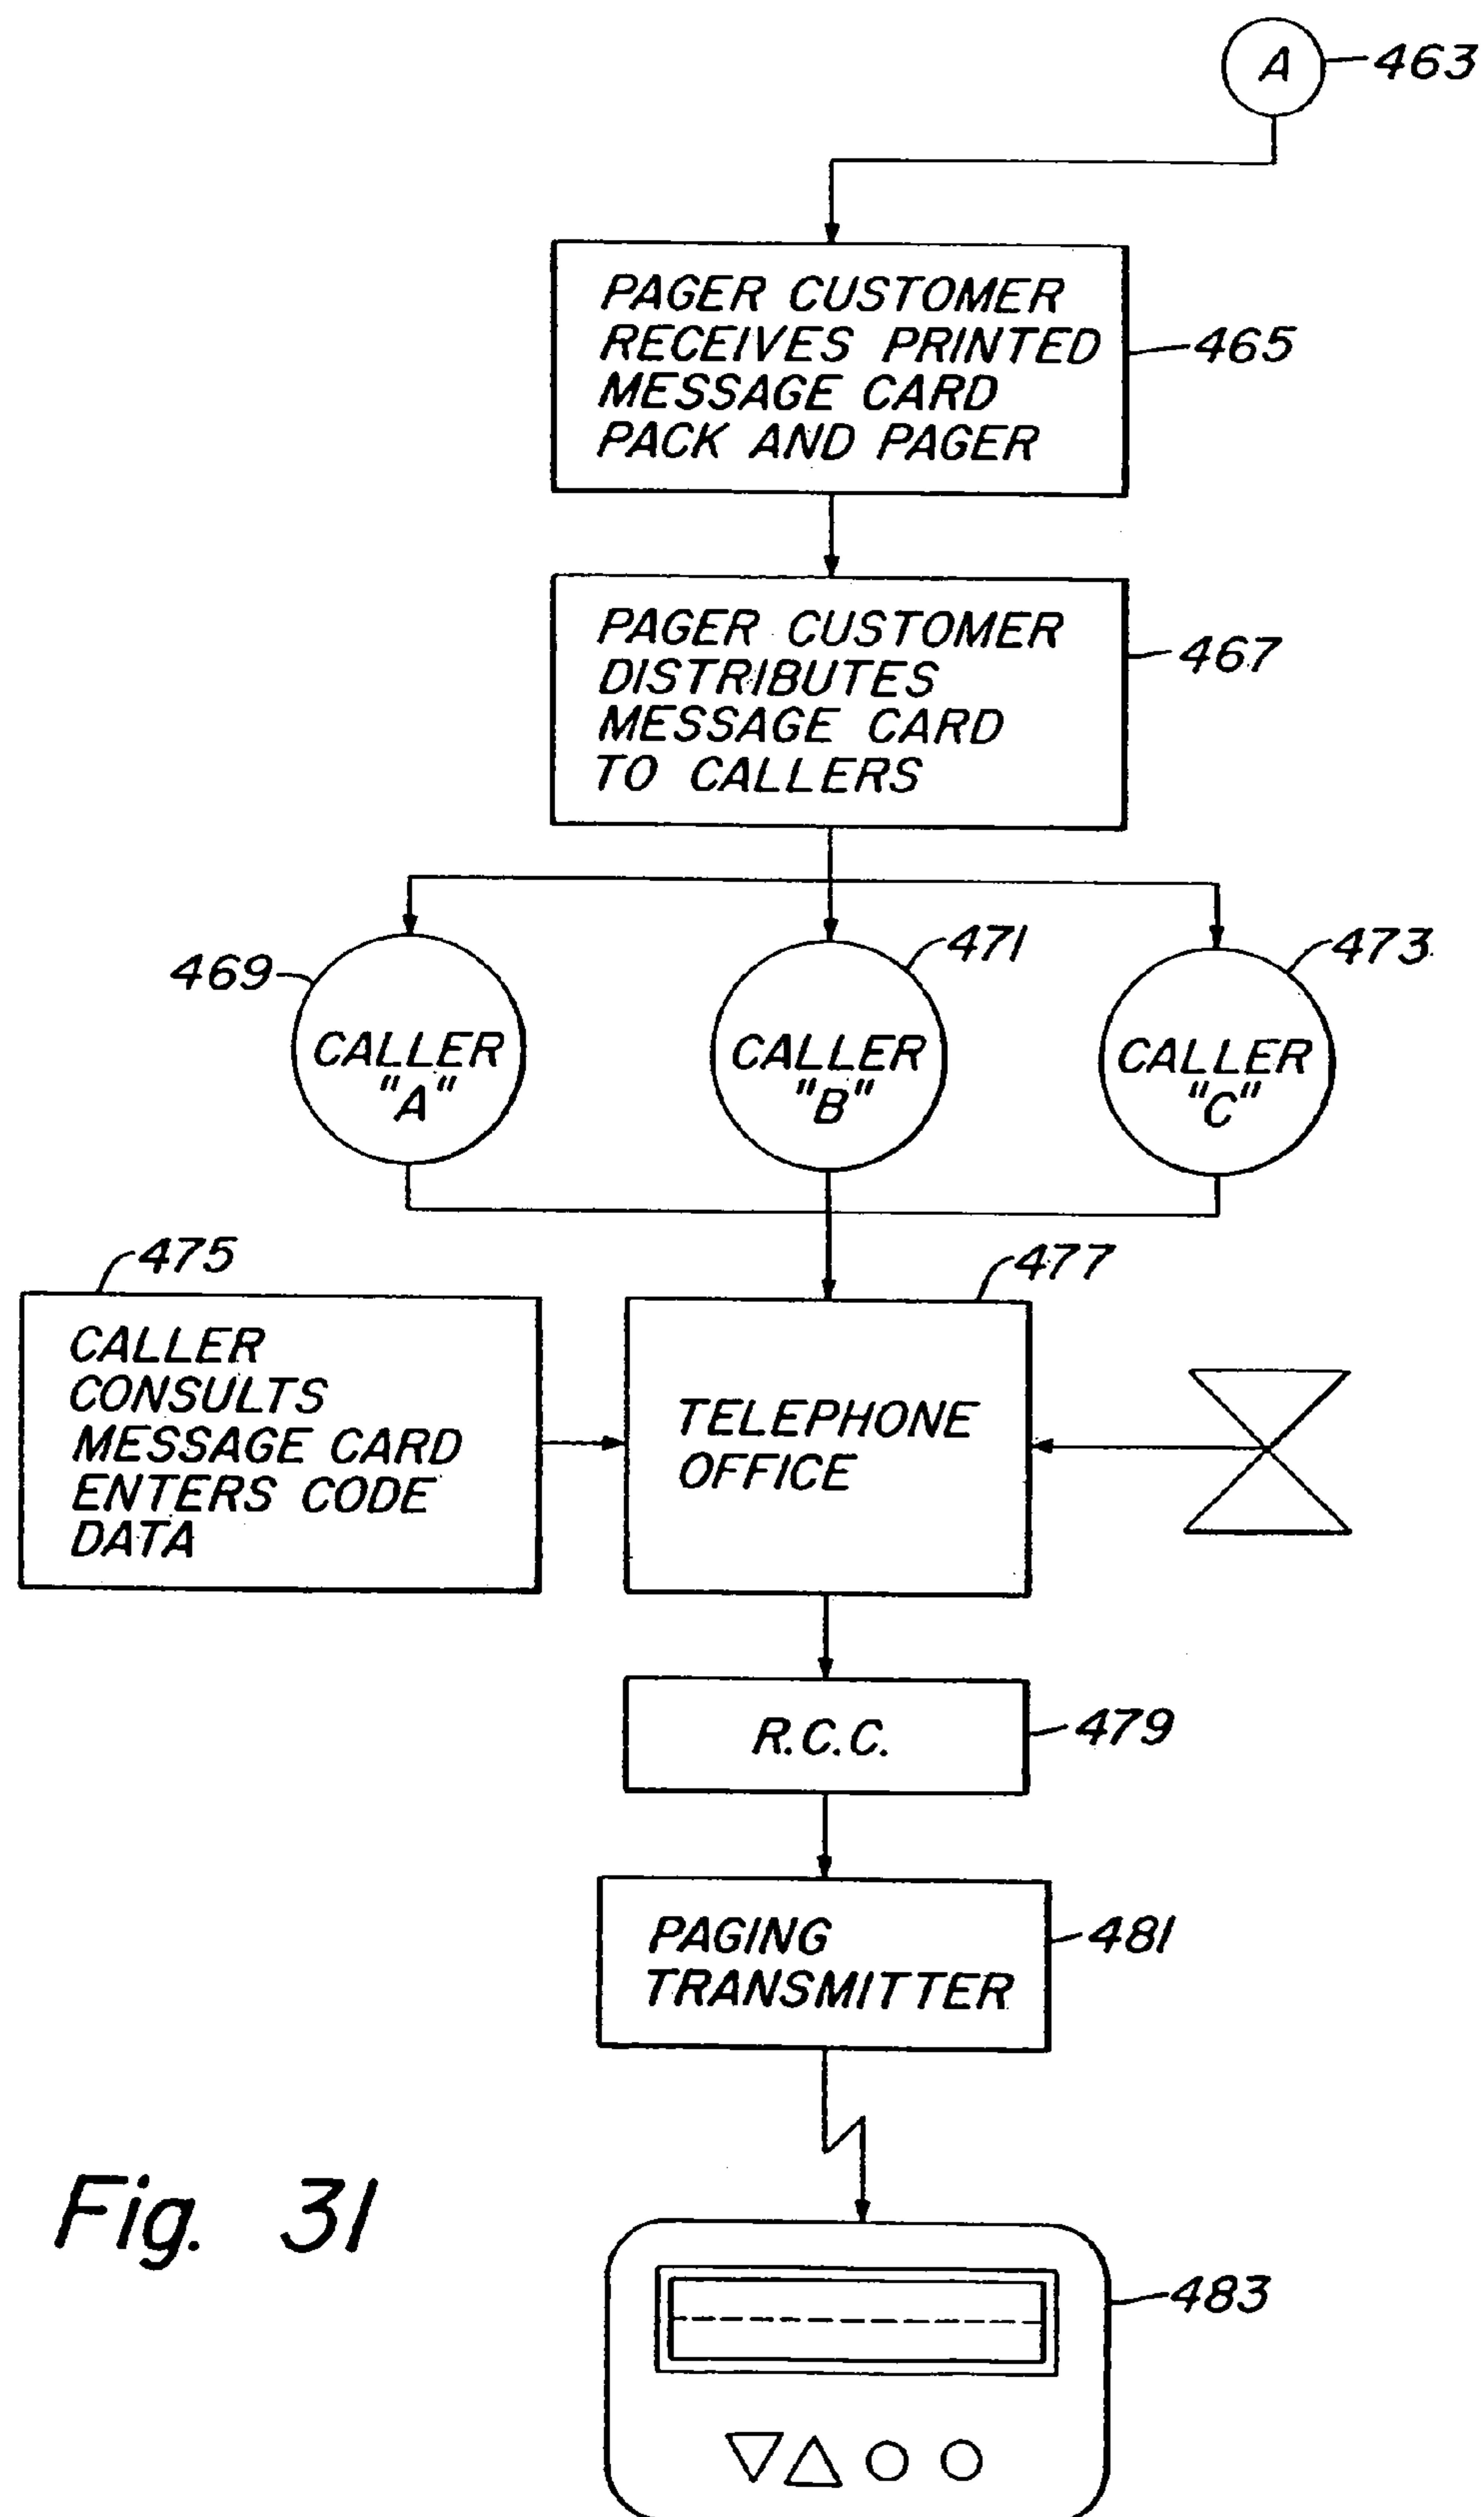 A
463
PAGER CUSTOMER
RECEIVES PRINTED
MESSAGE CARD
PACK AND PAGER
465
PAGER CUSTOMER
DISTRIBUTES
MESSAGE CARD
TO CALLERS
467
469
471
473
CALLER
"A"
CALLER
"B"
CALLER
"C"
475
477
CALLER
CONSULTS
MESSAGE CARD
ENTERS CODE
DATA
TELEPHONE
OFFICE
R.C.C.
479
PAGING
TRANSMITTER
481
Fig. 31
483